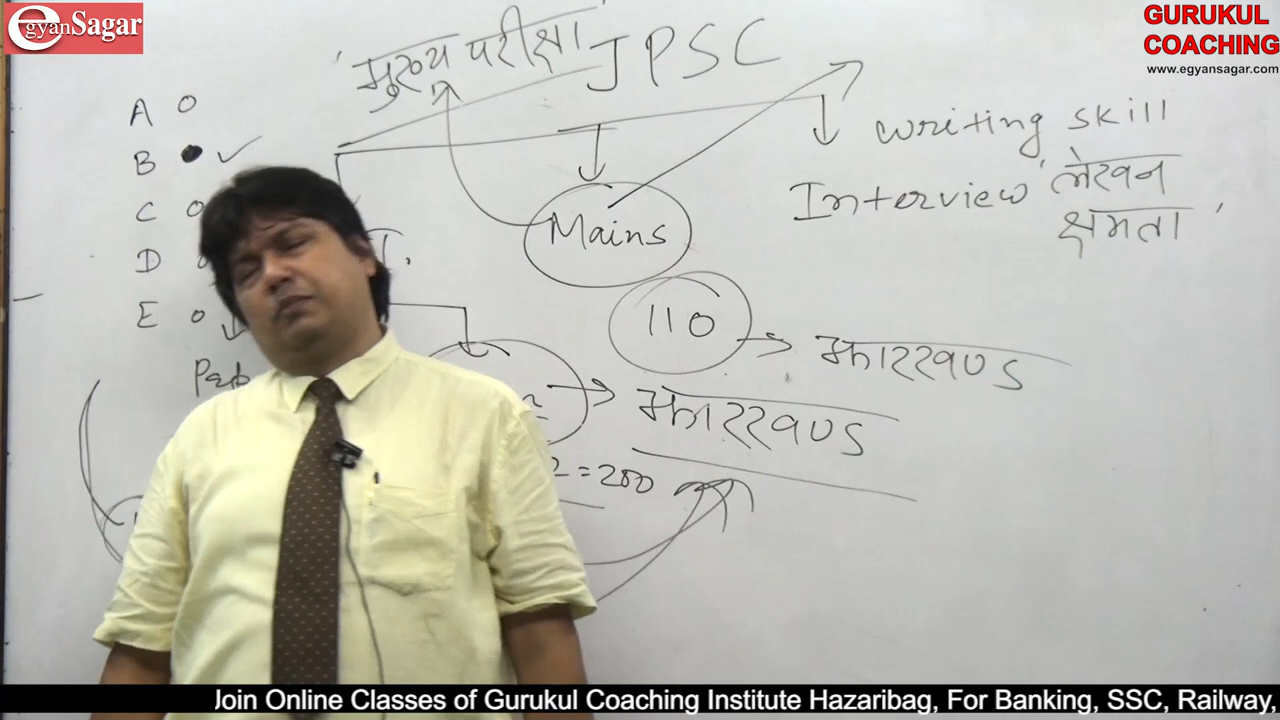 egyanSagar
GURUKUL
COACHING
www.egyansagar.com
' मुख्य परीक्षा ' JPSC
A
B
C
D
E
writing skill
Interview ' लेखन
क्षमता '
Mains
110
झारखण्ड
झारखण्ड
2 = 200
Join Online Classes of Gurukul Coaching Institute Hazaribag, For Banking, SSC, Railway,